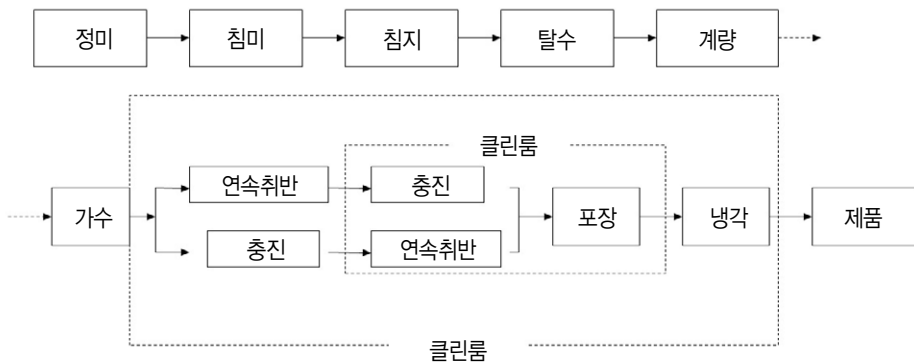 정미 침미 침지 탈수 계량
클린룸
연속취반 충진
가수 포장 냉각 제품
충진 연속취반
클린룸